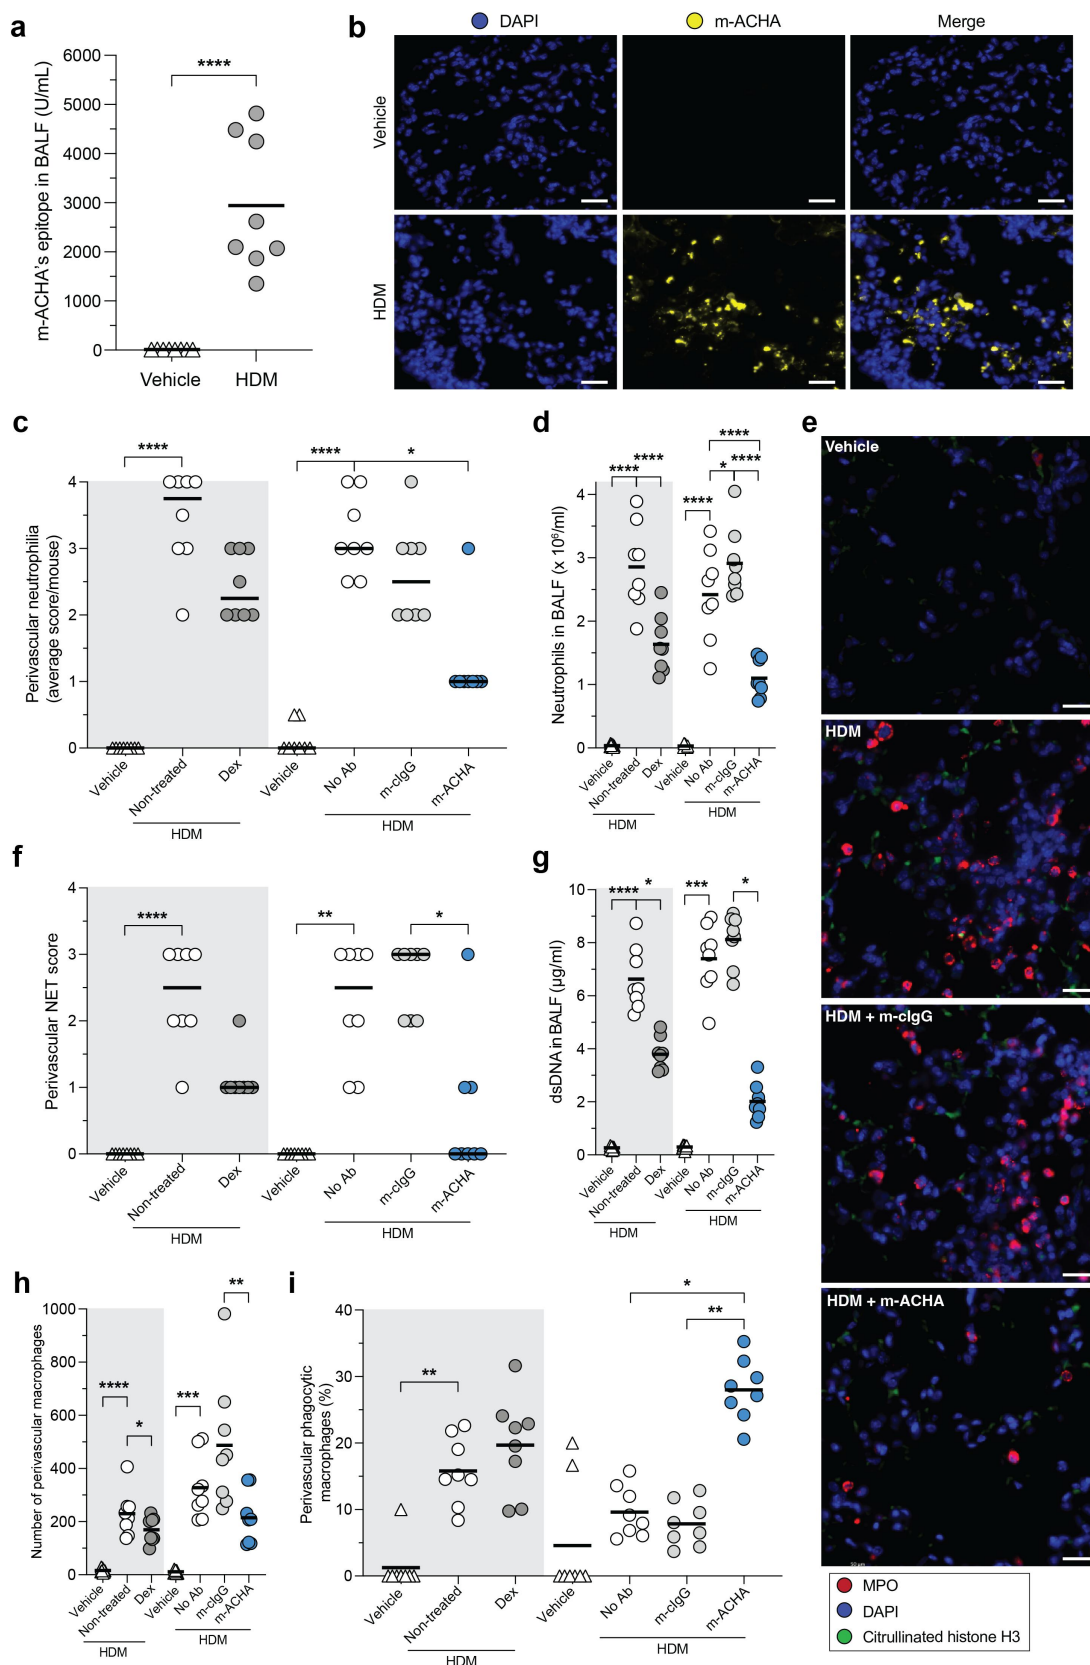 a
m-ACHA's epitope in BALF (U/mL)
6000
5000
4000
3000
2000
1000
0
****
Vehicle
HDM
b
DAPI
m-ACHA
Merge
Vehicle
HDM
c
Perivascular neutrophilia
(average score/mouse)
4
3
2
1
0
****
****
*
Vehicle
Non-treated
Dex
HDM
Vehicle
No Ab
m-cIgG
m-ACHA
HDM
d
Neutrophils in BALF (x 10⁶/ml)
4
3
2
1
0
****
****
****
****
*
****
Vehicle
Non-treated
Dex
HDM
Vehicle
No Ab
m-cIgG
m-ACHA
HDM
e
Vehicle
HDM
HDM + m-cIgG
HDM + m-ACHA
MPO
DAPI
Citrullinated histone H3
f
Perivascular NET score
4
3
2
1
0
****
**
*
Vehicle
Non-treated
Dex
HDM
Vehicle
No Ab
m-cIgG
m-ACHA
HDM
g
dsDNA in BALF (µg/ml)
10
8
6
4
2
0
****
*
***
*
Vehicle
Non-treated
Dex
HDM
Vehicle
No Ab
m-cIgG
m-ACHA
HDM
h
Number of perivascular macrophages
1000
800
600
400
200
0
****
*
***
**
Vehicle
Non-treated
Dex
HDM
Vehicle
No Ab
m-cIgG
m-ACHA
HDM
i
Perivascular phagocytic
macrophages (%)
40
30
20
10
0
**
*
**
Vehicle
Non-treated
Dex
HDM
Vehicle
No Ab
m-cIgG
m-ACHA
HDM